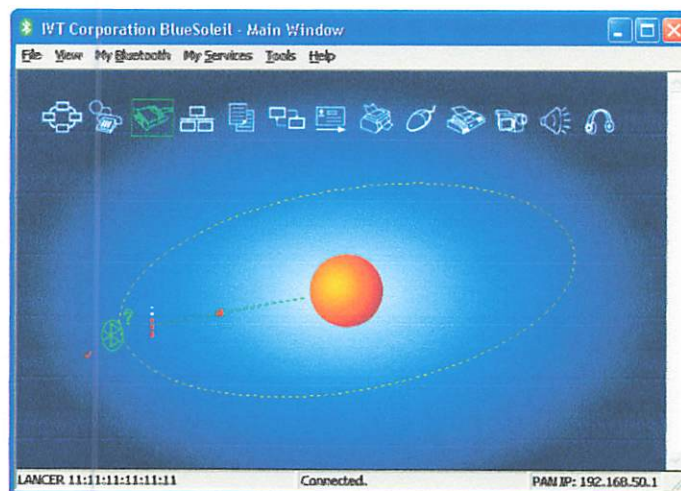 IVT Corporation BlueSoleil - Main Window
File View My Bluetooth My Services Tools Help
?
LANCER 11:11:11:11:11:11 Connected. PAN IP: 192.168.50.1